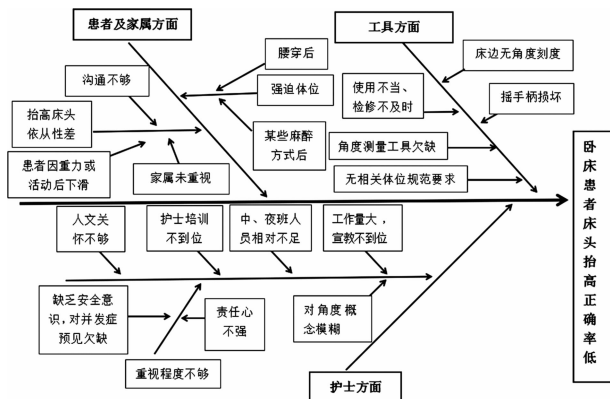 患者及家属方面
工具方面
腰穿后
床边无角度刻度
沟通不够
强迫体位
使用不当、
检修不及时
摇手柄损坏
抬高床头
依从性差
某些麻醉
方式后
角度测量工具欠缺
患者因重力或
活动后下滑
家属未重视
无相关体位规范要求
卧床患者床头抬高正确率低
人文关
怀不够
护士培训
不到位
中、夜班人
员相对不足
工作量大，
宣教不到位
缺乏安全意
识，对并发症
预见欠缺
责任心
不强
对角度概
念模糊
重视程度不够
护士方面